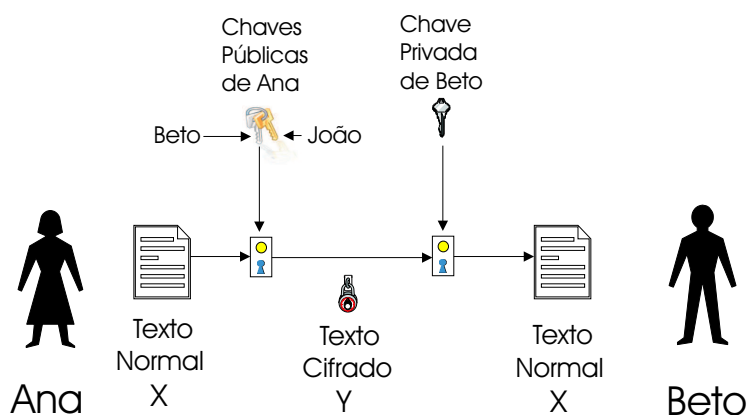 Chaves
Públicas
de Ana
Chave
Privada
de Beto
Beto
João
Texto
Normal
X
Texto
Cifrado
Y
Texto
Normal
X
Ana
Beto